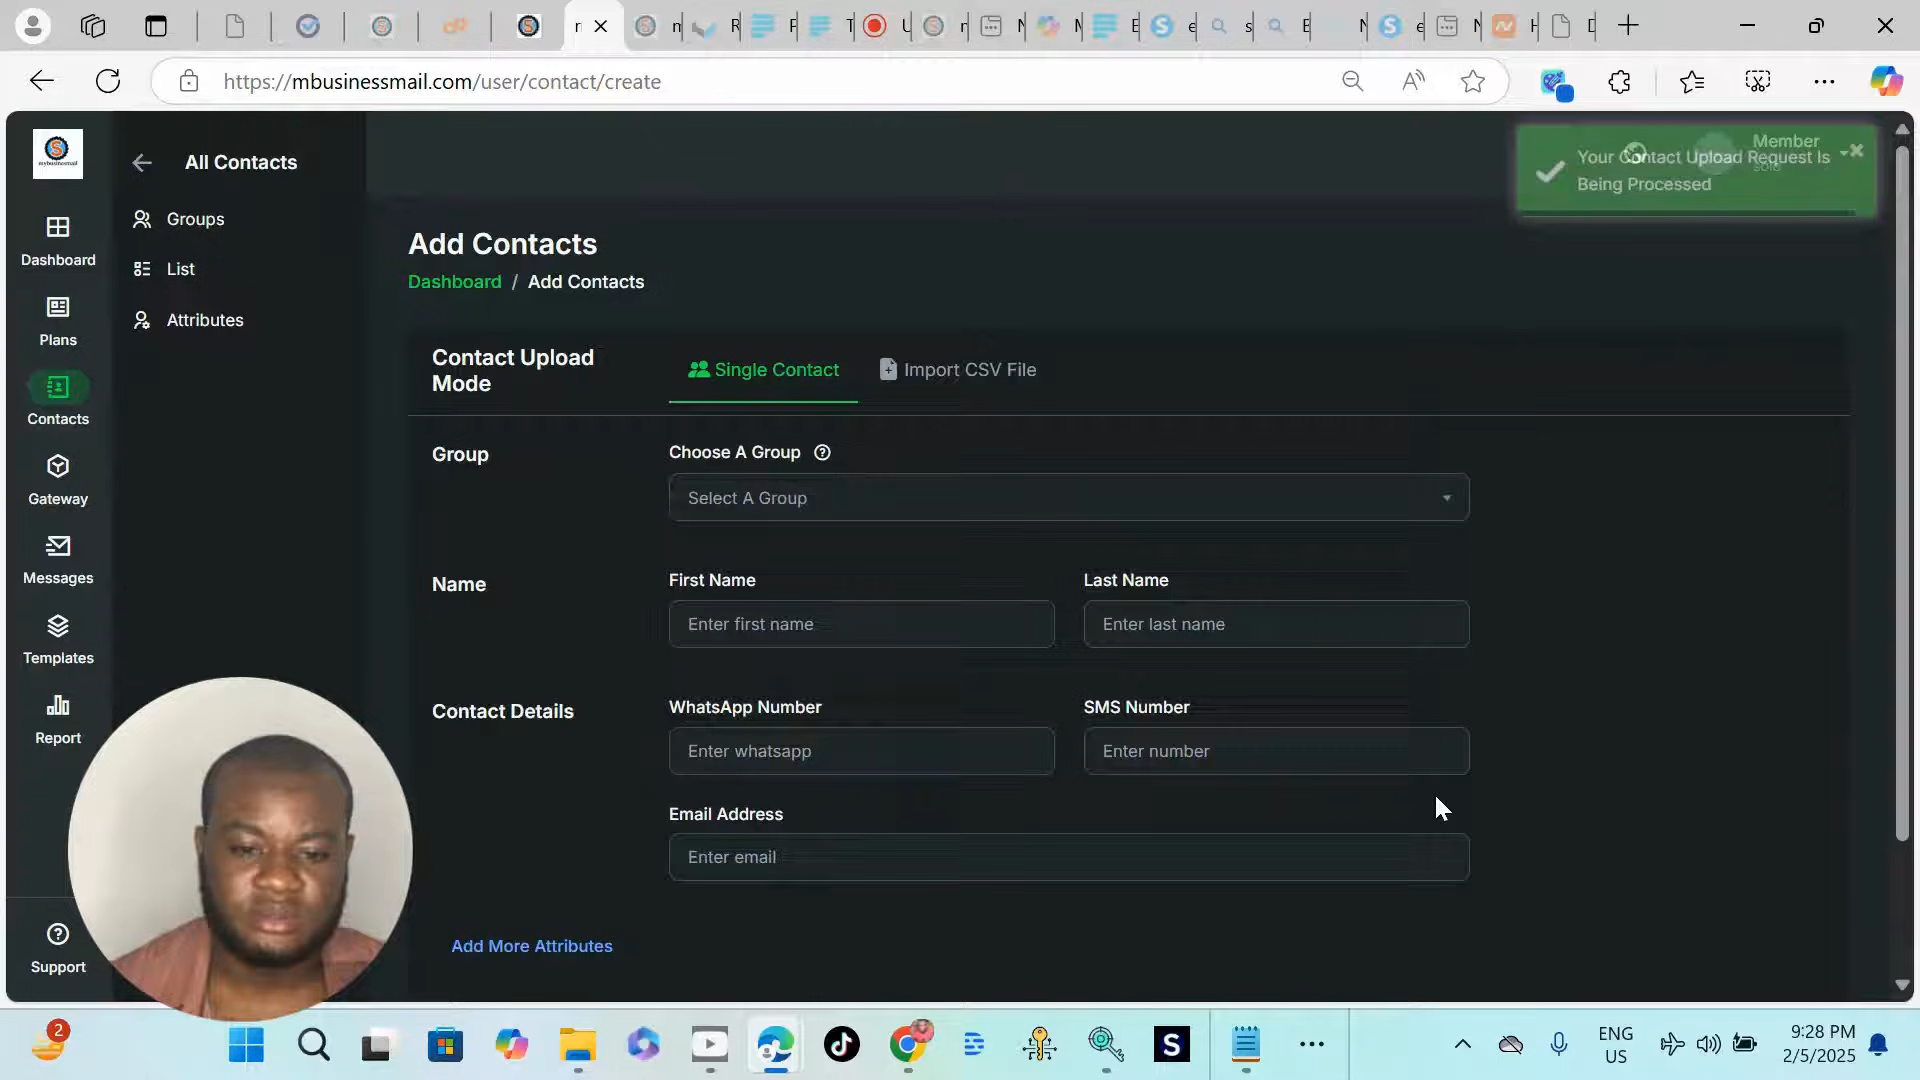 n
n
R
F
T
U
n
N
M
E
e
s
E
N
e
N
H
D
https://mbusinessmail.com/user/contact/create
All Contacts
Groups
List
Attributes
Dashboard
Plans
Contacts
Gateway
Messages
Templates
Report
Support
Your Contact Upload Request Is
Being Processed
Member
solo
Add Contacts
Dashboard / Add Contacts
Contact Upload
Mode
Single Contact
Import CSV File
Group
Choose A Group
Select A Group
Name
First Name
Last Name
Enter first name
Enter last name
Contact Details
WhatsApp Number
SMS Number
Enter whatsapp
Enter number
Email Address
Enter email
Add More Attributes
2
ENG
US
9:28 PM
2/5/2025